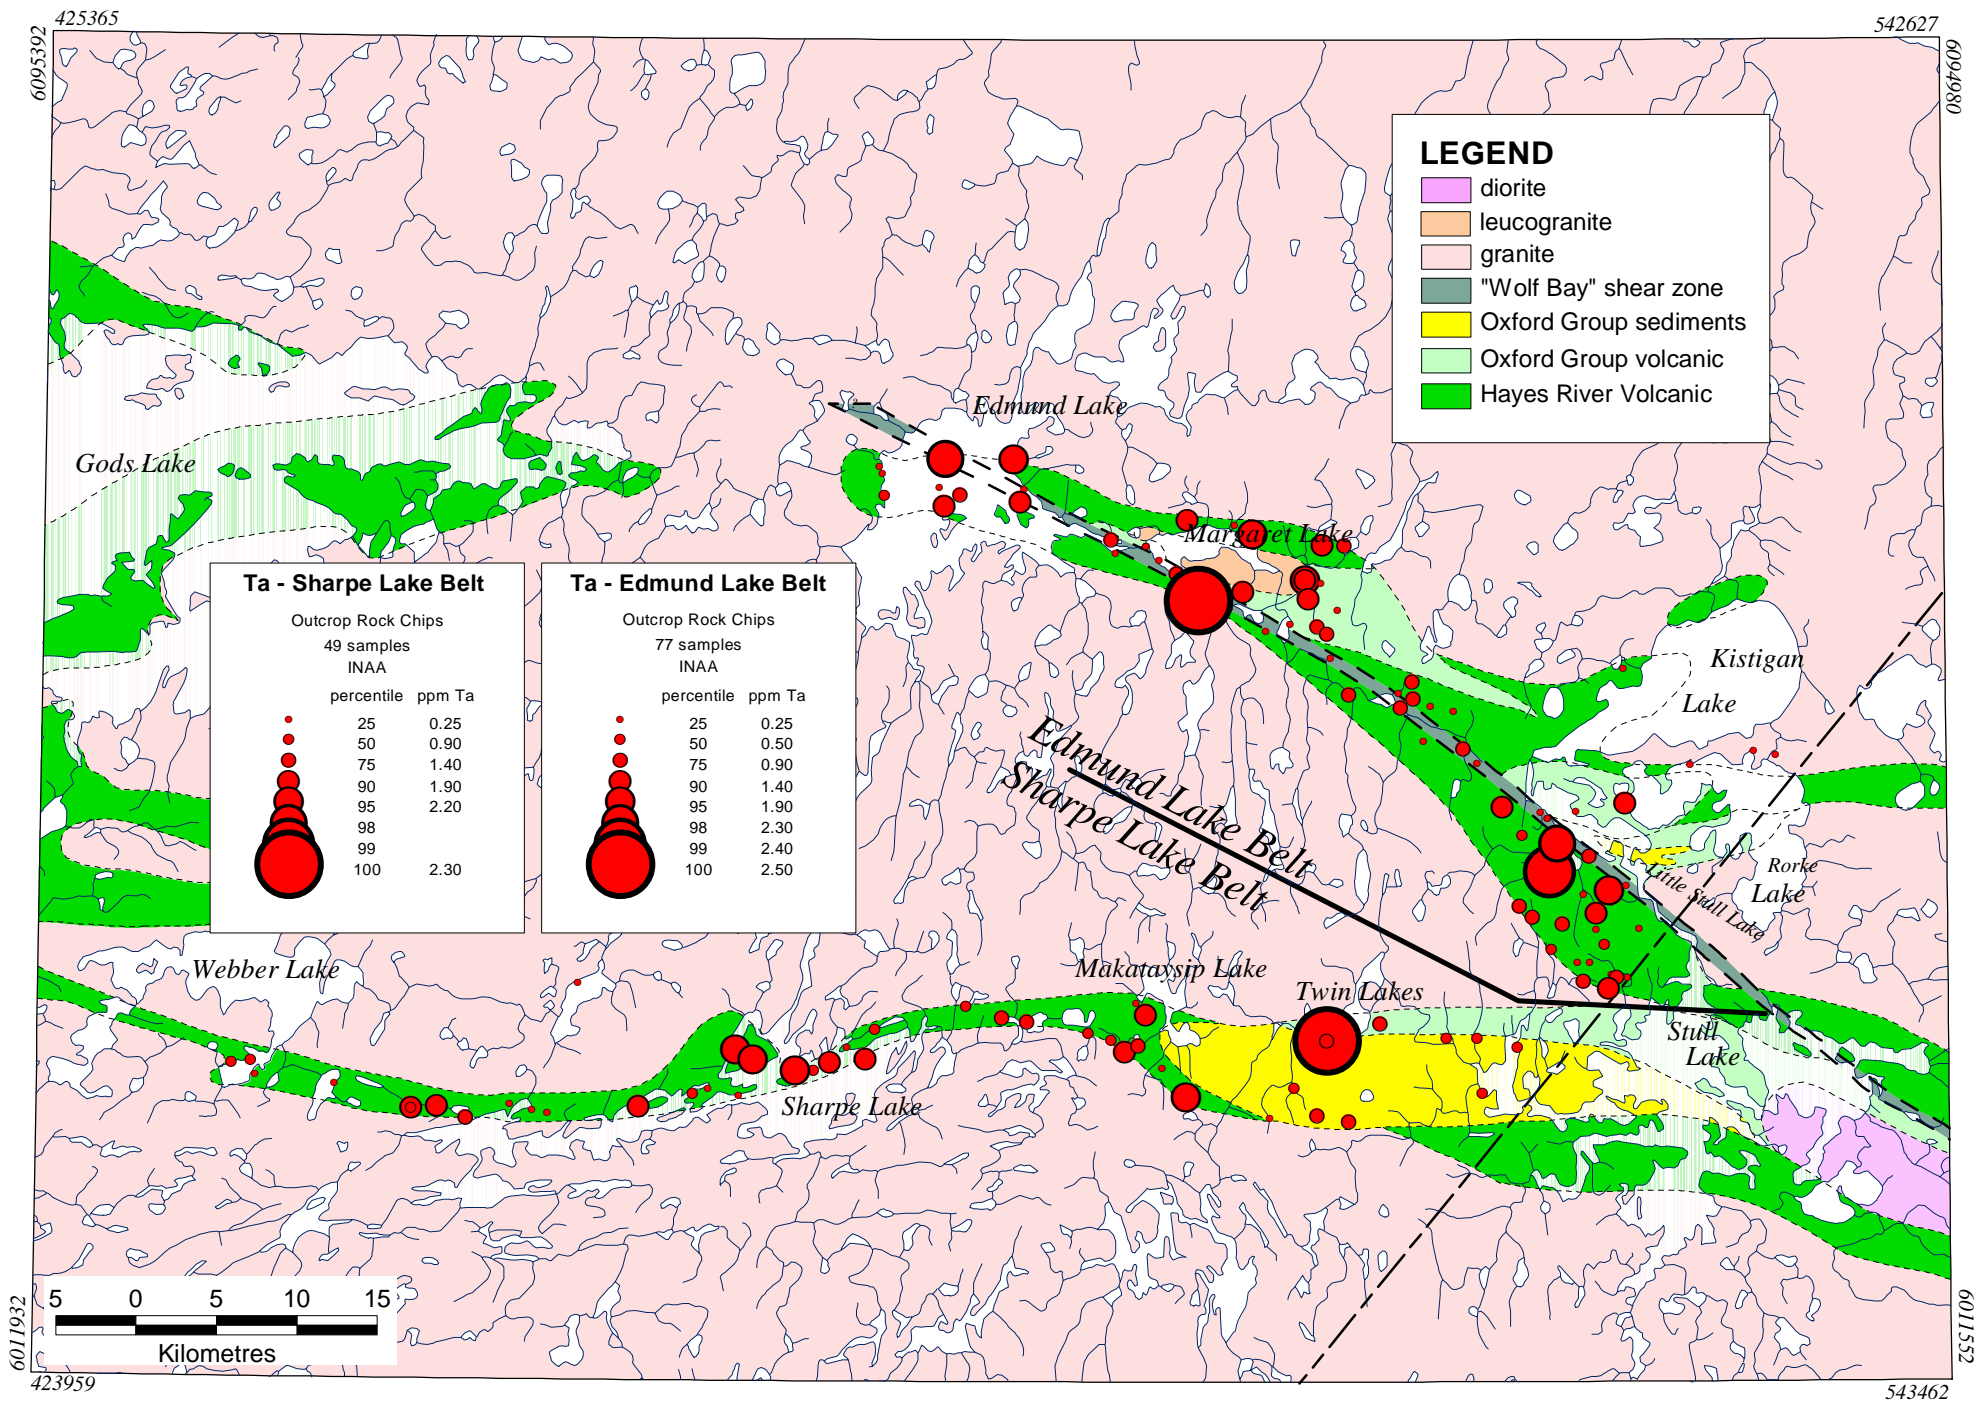 425365
542627
6095392
6094980
LEGEND
diorite
leucogranite
granite
"Wolf Bay" shear zone
Oxford Group sediments
Oxford Group volcanic
Hayes River Volcanic
Edmund Lake
Gods Lake
Margaret Lake
Kistigan
Lake
Ta - Sharpe Lake Belt
Outcrop Rock Chips
49 samples
INAA
percentile ppm Ta
25 0.25
50 0.90
75 1.40
90 1.90
95 2.20
98
99
100 2.30
Ta - Edmund Lake Belt
Outcrop Rock Chips
77 samples
INAA
percentile ppm Ta
25 0.25
50 0.50
75 0.90
90 1.40
95 1.90
98 2.30
99 2.40
100 2.50
Edmund Lake Belt
Sharpe Lake Belt
Rorke
Lake
Little Stull Lake
Webber Lake
Makataysip Lake
Twin Lakes
Stull
Lake
Sharpe Lake
5 0 5 10 15
Kilometres
6011932
6011552
423959
543462